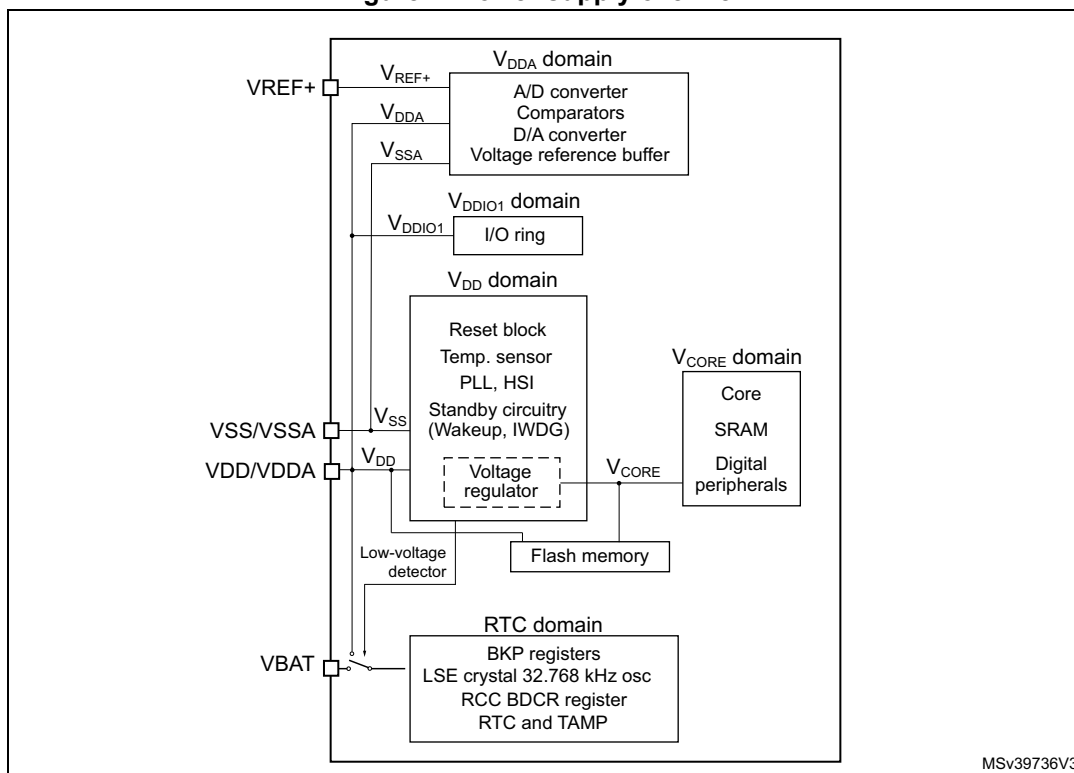 VDDA domain
VREF+
VREF+
A/D converter
Comparators
D/A converter
Voltage reference buffer
VDDA
VSSA
VDDIO1 domain
VDDIO1
I/O ring
VDD domain
Reset block
Temp. sensor
PLL, HSI
Standby circuitry
(Wakeup, IWDG)
Voltage
regulator
VSS/VSSA
VSS
VDD/VDDA
VDD
VCORE domain
Core
SRAM
Digital
peripherals
VCORE
Flash memory
Low-voltage
detector
RTC domain
VBAT
BKP registers
LSE crystal 32.768 kHz osc
RCC BDCR register
RTC and TAMP
MSv39736V3